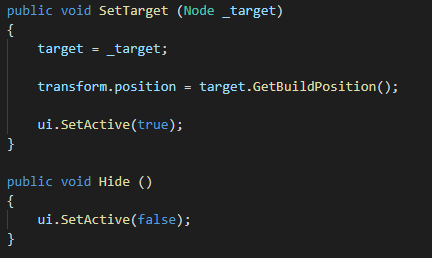 public void SetTarget (Node _target)
{
    target = _target;

    transform.position = target.GetBuildPosition();

    ui.SetActive(true);
}

public void Hide ()
{
    ui.SetActive(false);
}